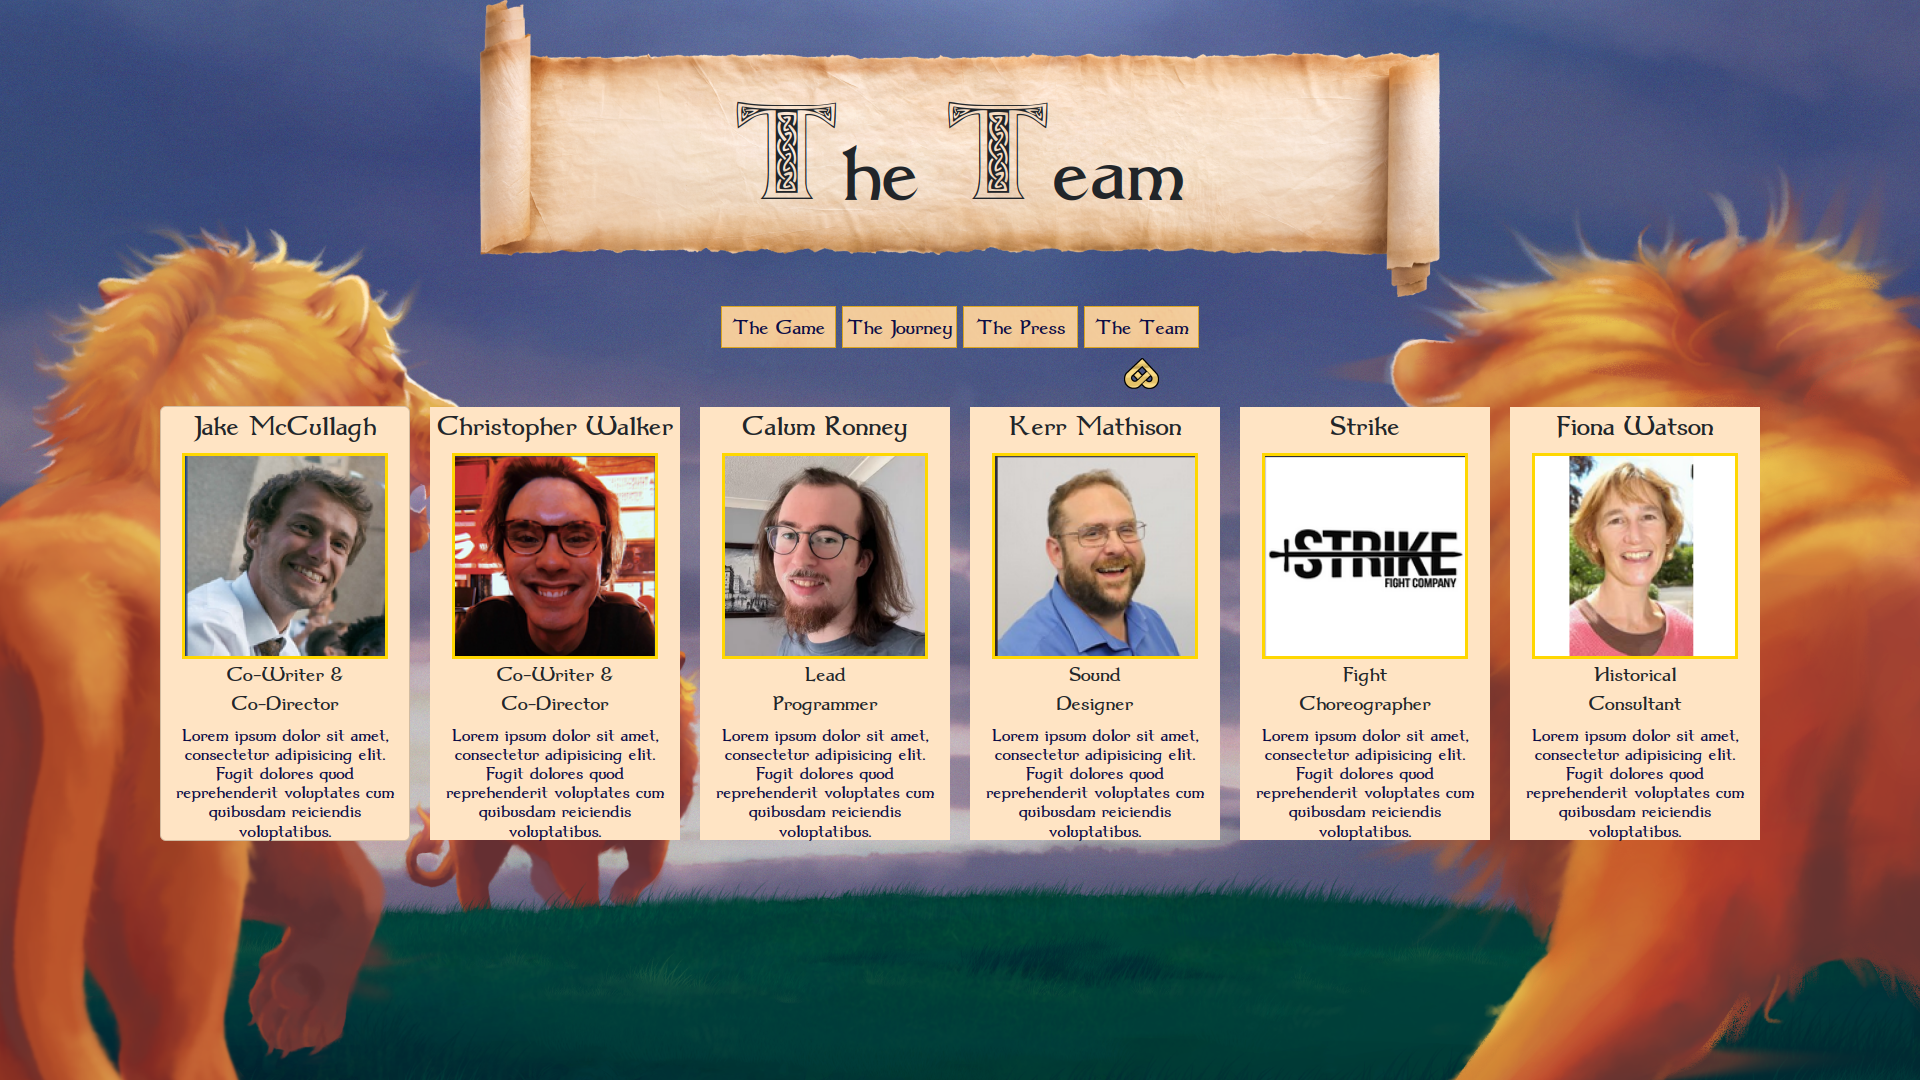 The Team
The Game The Journey The Press The Team
Jake McCullagh
Co-Writer &
Co-Director
Lorem ipsum dolor sit amet,
consectetur adipisicing elit.
Fugit dolores quod
reprehenderit voluptates cum
quibusdam reiciendis
voluptatibus.
Christopher Walker
Co-Writer &
Co-Director
Lorem ipsum dolor sit amet,
consectetur adipisicing elit.
Fugit dolores quod
reprehenderit voluptates cum
quibusdam reiciendis
voluptatibus.
Calum Ronney
Lead
Programmer
Lorem ipsum dolor sit amet,
consectetur adipisicing elit.
Fugit dolores quod
reprehenderit voluptates cum
quibusdam reiciendis
voluptatibus.
Kerr Mathison
Sound
Designer
Lorem ipsum dolor sit amet,
consectetur adipisicing elit.
Fugit dolores quod
reprehenderit voluptates cum
quibusdam reiciendis
voluptatibus.
Strike
STRIKE
FIGHT COMPANY
Fight
Choreographer
Lorem ipsum dolor sit amet,
consectetur adipisicing elit.
Fugit dolores quod
reprehenderit voluptates cum
quibusdam reiciendis
voluptatibus.
Fiona Watson
Historical
Consultant
Lorem ipsum dolor sit amet,
consectetur adipisicing elit.
Fugit dolores quod
reprehenderit voluptates cum
quibusdam reiciendis
voluptatibus.